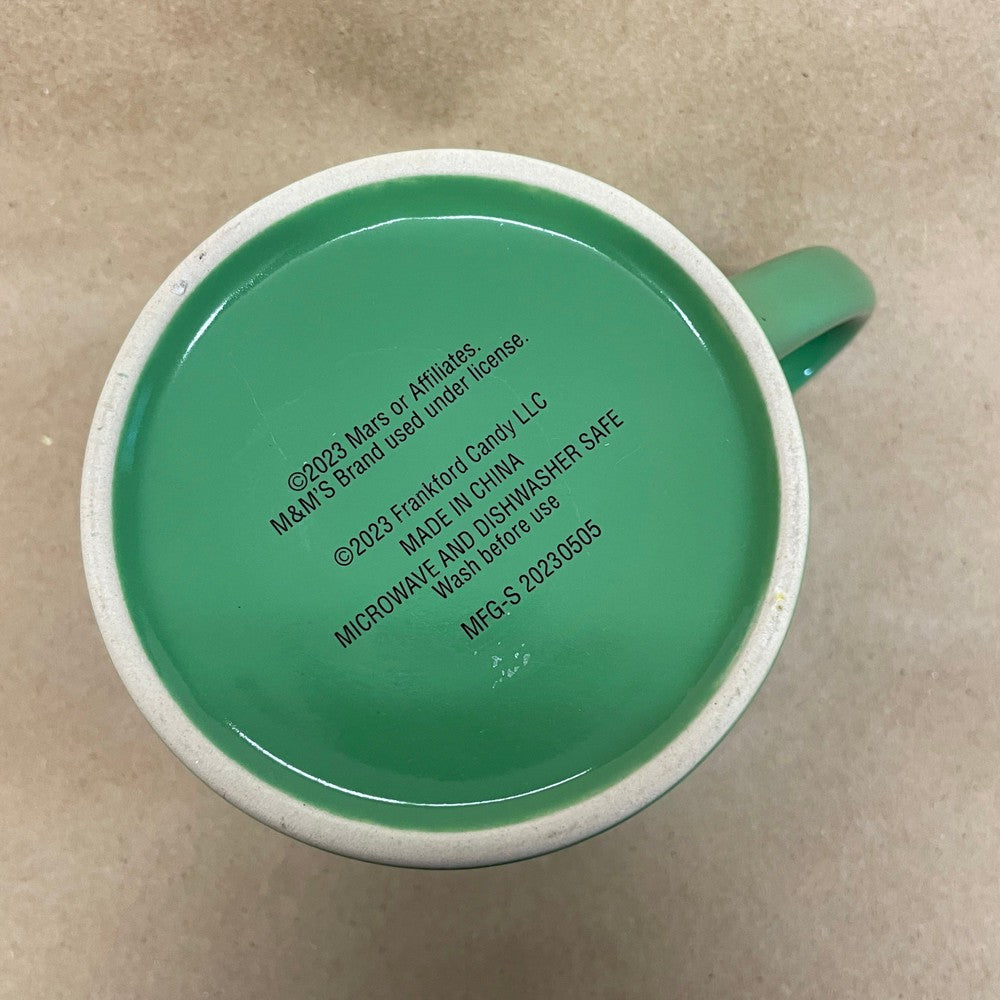 ©2023 Mars or Affiliates.
M&M'S Brand used under license.
©2023 Frankford Candy LLC
MADE IN CHINA
MICROWAVE AND DISHWASHER SAFE
Wash before use
MFG-S 20230505